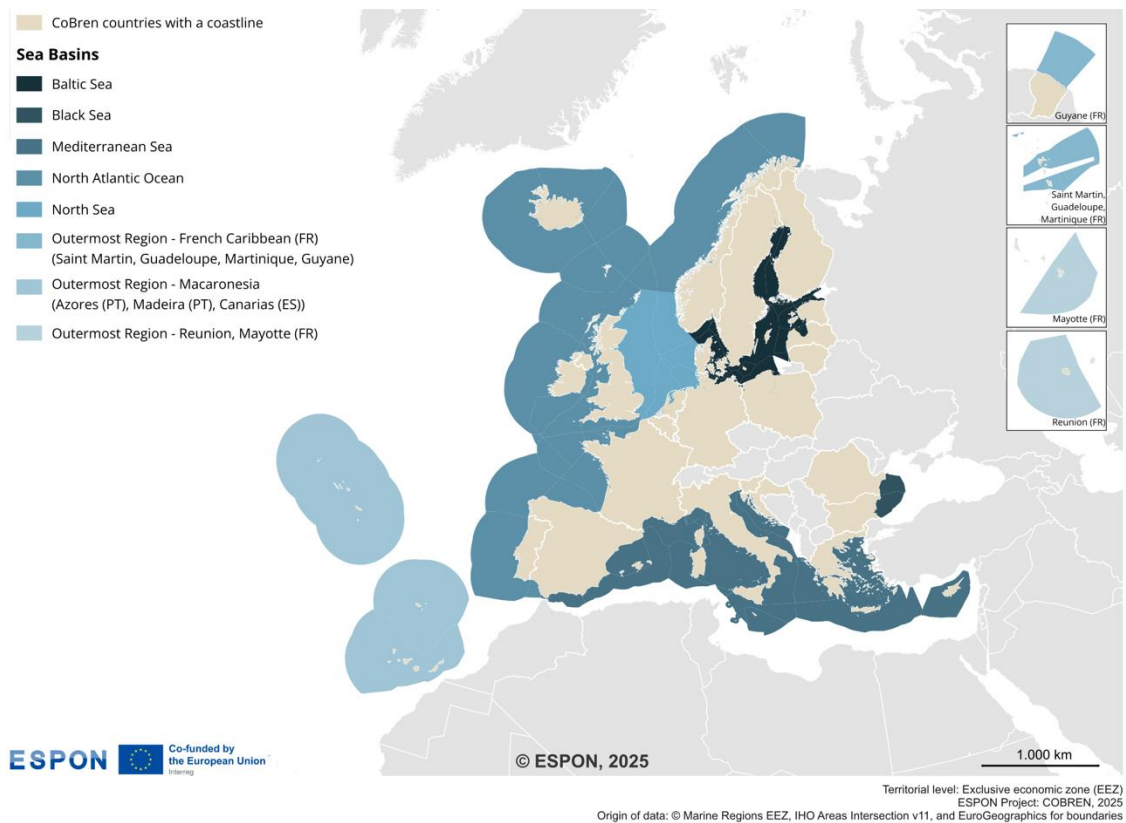 CoBren countries with a coastline
Sea Basins
Baltic Sea
Black Sea
Mediterranean Sea
North Atlantic Ocean
North Sea
Outermost Region - French Caribbean (FR)
(Saint Martin, Guadeloupe, Martinique, Guyane)
Outermost Region - Macaronesia
(Azores (PT), Madeira (PT), Canarias (ES))
Outermost Region - Reunion, Mayotte (FR)
Guyane (FR)
Saint Martin,
Guadeloupe,
Martinique (FR)
Mayotte (FR)
Reunion (FR)
ESPON
Co-funded by
the European Union
Interreg
© ESPON, 2025
1.000 km
Territorial level: Exclusive economic zone (EEZ)
ESPON Project: COBREN, 2025
Origin of data: © Marine Regions EEZ, IHO Areas Intersection v11, and EuroGeographics for boundaries